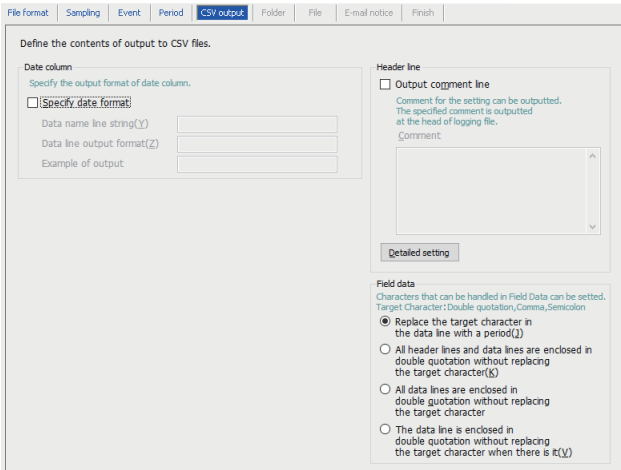 File format Sampling Event Period CSV output Folder File E-mail notice Finish
Define the contents of output to CSV files.
Date column
Specify the output format of date column.
Specify date format
Data name line string(Y)
Data line output format(Z)
Example of output
Header line
Output comment line
Comment for the setting can be outputted.
The specified comment is outputted
at the head of logging file.
Comment
Detailed setting
Field data
Characters that can be handled in Field Data can be setted.
Target Character:Double quotation,Comma,Semicolon
Replace the target character in
the data line with a period(J)
All header lines and data lines are enclosed in
double quotation without replacing
the target character(K)
All data lines are enclosed in
double quotation without replacing
the target character
The data line is enclosed in
double quotation without replacing
the target character when there is it(V)